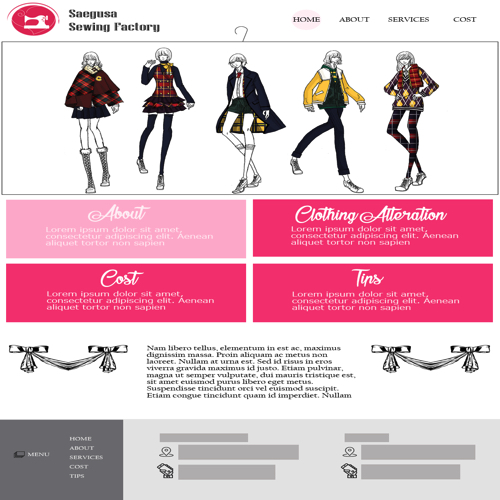 Saegusa
Sewing Factory
HOME ABOUT SERVICES COST
About
Lorem ipsum dolor sit amet,
consectetur adipiscing elit. Aenean
aliquet tortor non sapien
Clothing Alteration
Lorem ipsum dolor sit amet,
consectetur adipiscing elit. Aenean
aliquet tortor non sapien
Cost
Lorem ipsum dolor sit amet,
consectetur adipiscing elit. Aenean
aliquet tortor non sapien
Tips
Lorem ipsum dolor sit amet,
consectetur adipiscing elit. Aenean
aliquet tortor non sapien
Nam libero tellus, elementum in est ac, maximus
dignissim massa. Proin aliquam ac metus non
laoreet. Nullam at urna est. Sed id risus in eros
viverra gravida maximus id justo. Etiam pulvinar,
magna ut semper vulputate, dui mauris tristique est,
sit amet euismod purus libero eget metus.
Suspendisse tincidunt orci vel euismod suscipit.
Etiam congue tincidunt quam id imperdiet. Nullam
MENU
HOME
ABOUT
SERVICES
COST
TIPS